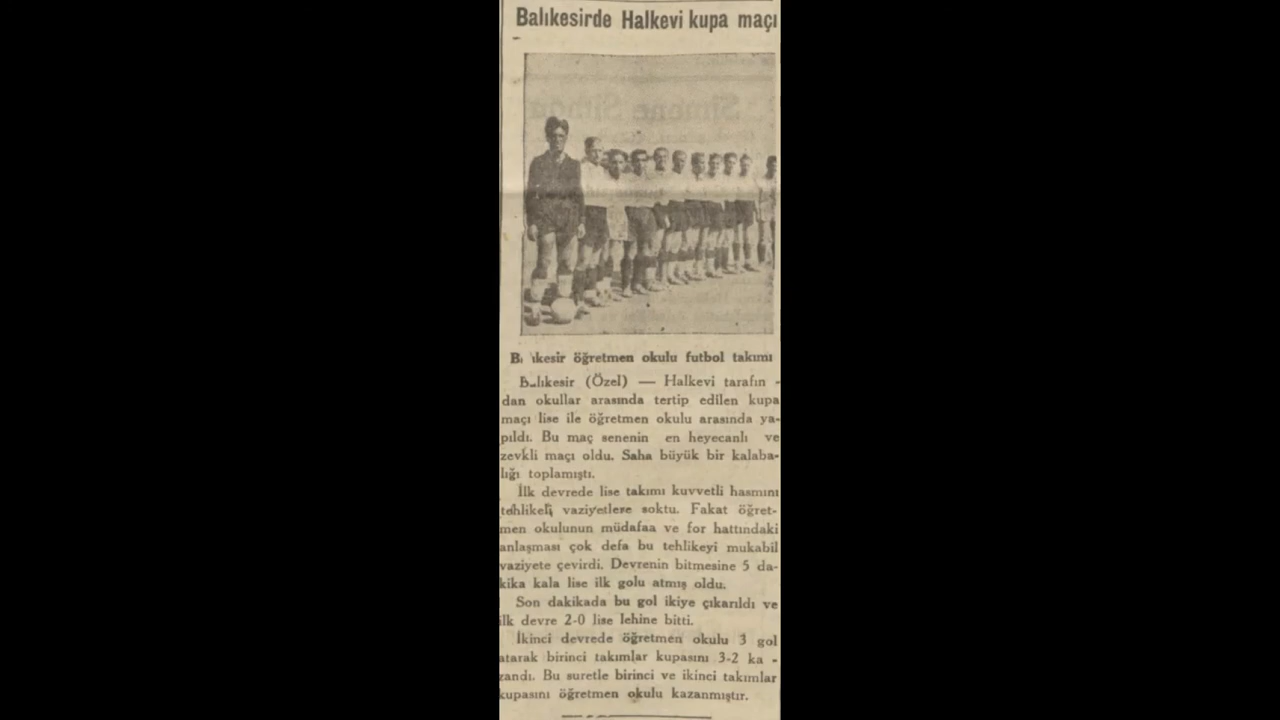 Balıkesirde Halkevi kupa maçı
Balıkesir öğretmen okulu futbol takımı
Balıkesir (Özel) — Halkevi tarafın -
dan okullar arasında tertip edilen kupa
maçı lise ile öğretmen okulu arasında ya-
pıldı. Bu maç senenin en heyecanlı ve
zevkli maçı oldu. Saha büyük bir kalaba-
lığı toplamıştı.
İlk devrede lise takımı kuvvetli hasmını
tehlikeli vaziyetlere soktu. Fakat öğret-
men okulunun müdafaa ve for hattındaki
anlaşması çok defa bu tehlikeyi mukabil
vaziyete çevirdi. Devrenin bitmesine 5 da-
kika kala lise ilk golu atmış oldu.
Son dakikada bu gol ikiye çıkarıldı ve
ilk devre 2-0 lise lehine bitti.
İkinci devrede öğretmen okulu 3 gol
atarak birinci takımlar kupasını 3-2 ka -
zandı. Bu suretle birinci ve ikinci takımlar
kupasını öğretmen okulu kazanmıştır.